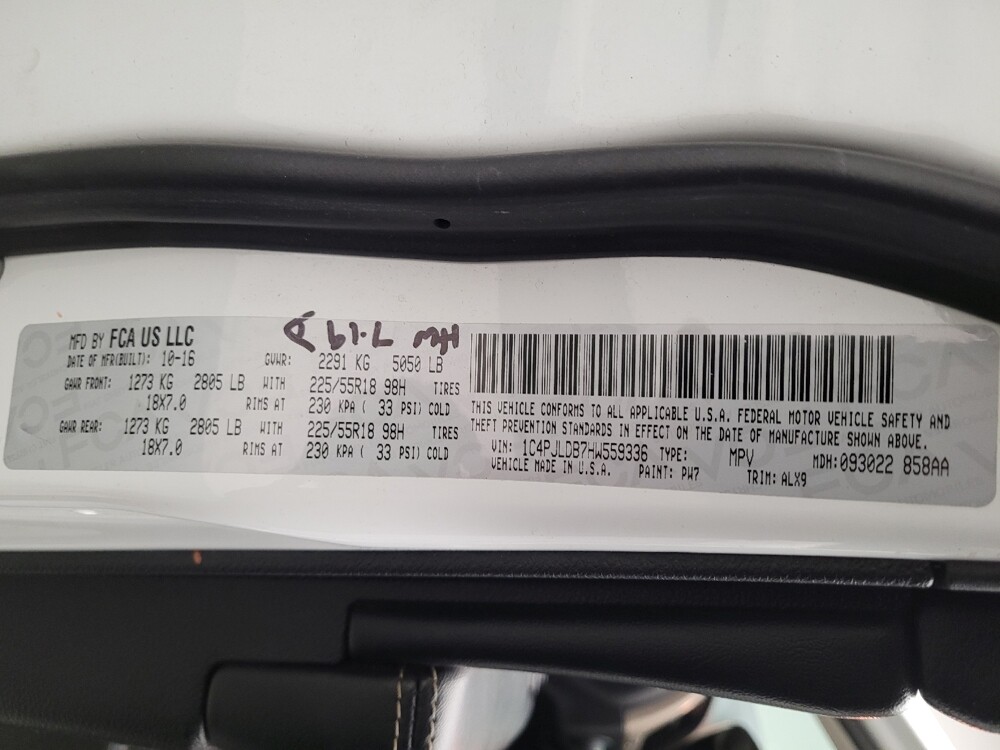 MFD BY FCA US LLC
DATE OF MFR(BUILT): 10-16 GVWR: 2291 KG 5050 LB
GAWR FRONT: 1273 KG 2805 LB WITH 225/55R18 98H TIRES
18X7.0 RIMS AT 230 KPA ( 33 PSI) COLD
GAWR REAR: 1273 KG 2805 LB WITH 225/55R18 98H TIRES
18X7.0 RIMS AT 230 KPA ( 33 PSI) COLD
THIS VEHICLE CONFORMS TO ALL APPLICABLE U.S.A. FEDERAL MOTOR VEHICLE SAFETY AND
THEFT PREVENTION STANDARDS IN EFFECT ON THE DATE OF MANUFACTURE SHOWN ABOVE.
VIN: 1C4PJLDB7HW559336 TYPE: MPV MDH:093022 858AA
VEHICLE MADE IN U.S.A. PAINT: PW7 TRIM: ALX9